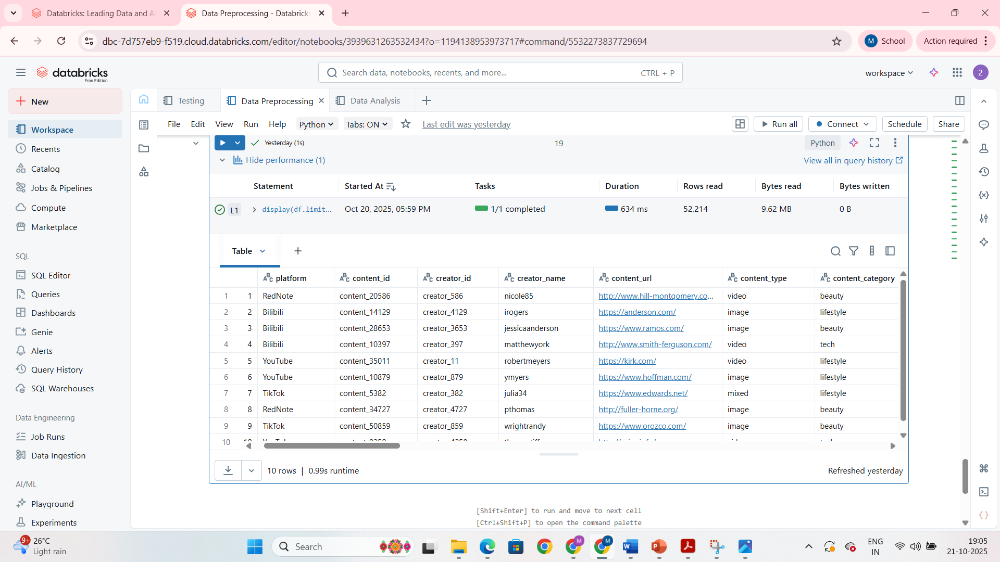 Databricks: Leading Data and A
Data Preprocessing - Databricks
dbc-7d757eb9-f519.cloud.databricks.com/editor/notebooks/3939631263532434?o=1194138953973717#command/5532273837729694
M School
Action required
databricks
Free Edition
Search data, notebooks, recents, and more...
CTRL + P
workspace
2
New
Testing
Data Preprocessing
Data Analysis
File Edit View Run Help Python Tabs: ON
Last edit was yesterday
Run all
Connect
Schedule
Share
Workspace
Recents
Catalog
Jobs & Pipelines
Compute
Marketplace
SQL
SQL Editor
Queries
Dashboards
Genie
Alerts
Query History
SQL Warehouses
Data Engineering
Job Runs
Data Ingestion
AI/ML
Playground
Experiments
Yesterday (1s)
19
Python
Hide performance (1)
View all in query history
Statement Started At Tasks Duration Rows read Bytes read Bytes written
L1 display(df.limit... Oct 20, 2025, 05:59 PM 1/1 completed 634 ms 52,214 9.62 MB 0 B
Table
platform content_id creator_id creator_name content_url content_type content_category
1 1 RedNote content_20586 creator_586 nicole85 http://www.hill-montgomery.co... video beauty
2 2 Bilibili content_14129 creator_4129 irogers https://anderson.com/ image lifestyle
3 3 Bilibili content_28653 creator_3653 jessicaanderson https://www.ramos.com/ image beauty
4 4 Bilibili content_10397 creator_397 matthewyork http://www.smith-ferguson.com/ video tech
5 5 YouTube content_35011 creator_11 robertmeyers https://kirk.com/ video lifestyle
6 6 YouTube content_10879 creator_879 ymyers https://www.hoffman.com/ image lifestyle
7 7 TikTok content_5382 creator_382 julia34 https://www.edwards.net/ mixed lifestyle
8 8 RedNote content_34727 creator_4727 pthomas http://fuller-horne.org/ image beauty
9 9 TikTok content_50859 creator_859 wrightrandy https://www.orozco.com/ image beauty
10
10 rows | 0.99s runtime
Refreshed yesterday
[Shift+Enter] to run and move to next cell
[Ctrl+Shift+P] to open the command palette
9+
26°C
Light rain
Search
M
M
ENG
IN
19:05
21-10-2025